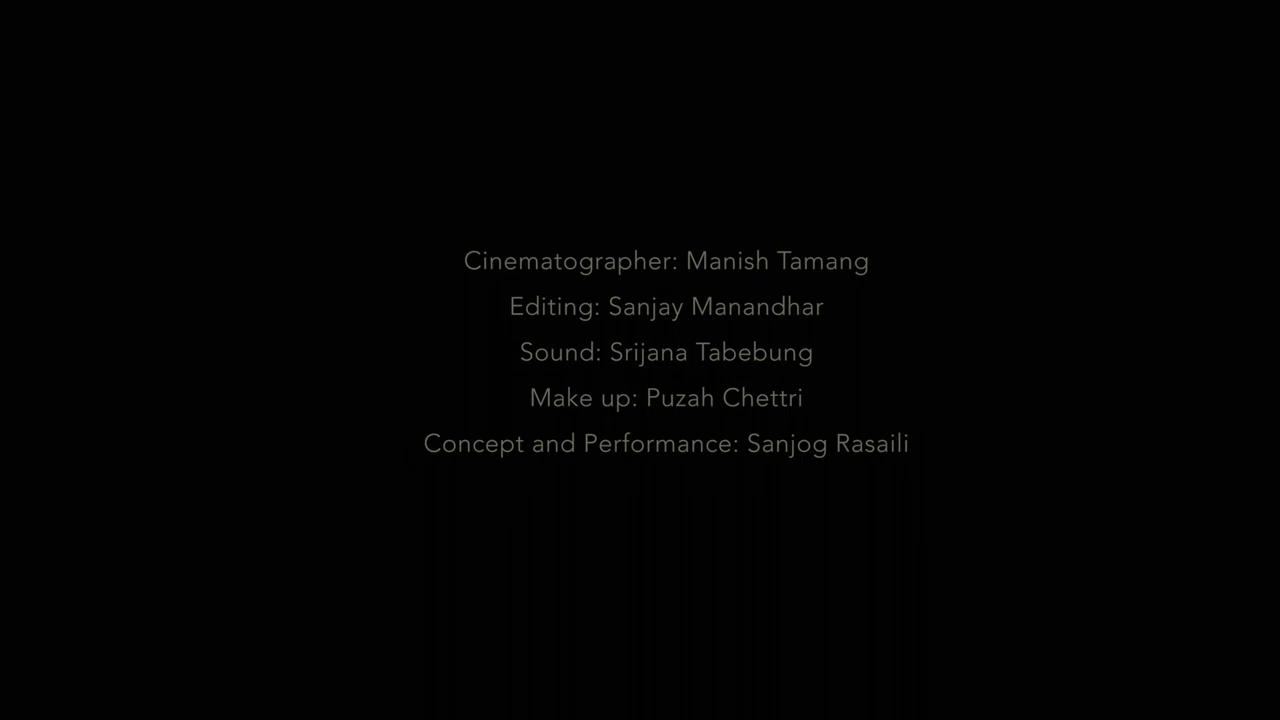 Cinematographer: Manish Tamang
Editing: Sanjay Manandhar
Sound: Srijana Tabebung
Make up: Puzah Chettri
Concept and Performance: Sanjog Rasaili